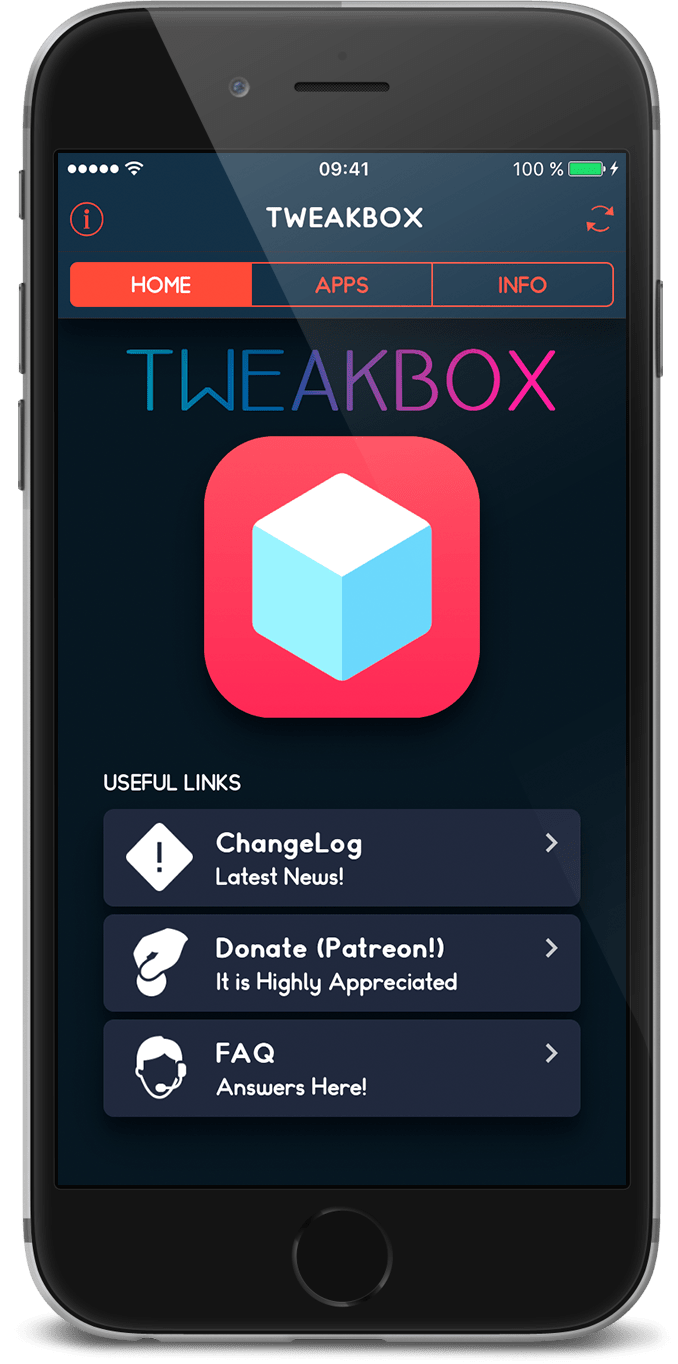 09:41
100 %
i
TWEAKBOX
HOME
APPS
INFO
TWEAKBOX
USEFUL LINKS
!
ChangeLog
Latest News!
Donate (Patreon!)
It is Highly Appreciated
FAQ
Answers Here!